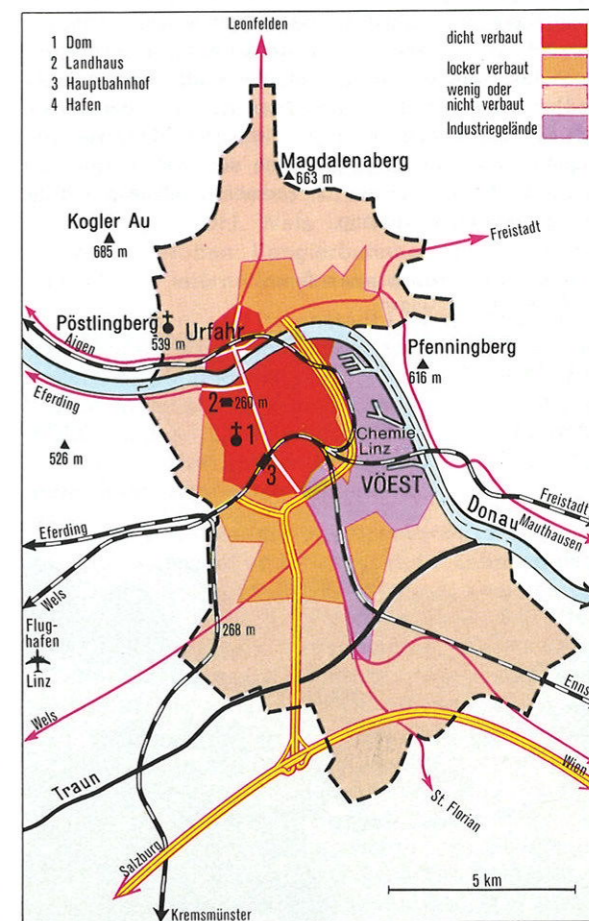 Leonfelden
1 Dom
2 Landhaus
3 Hauptbahnhof
4 Hafen
dicht verbaut
locker verbaut
wenig oder
nicht verbaut
Industriegelände
Magdalenaberg
663 m
Kogler Au
685 m
Freistadt
Pöstlingberg
539 m
Urfahr
Aigen
Pfenningberg
616 m
Eferding
2
260 m
1
526 m
Chemie
Linz
3
VÖEST
Donau
Freistadt
Mauthausen
Eferding
Wels
268 m
Flug-
hafen
Linz
Enns
Wels
Traun
Wien
St. Florian
Salzburg
5 km
Kremsmünster